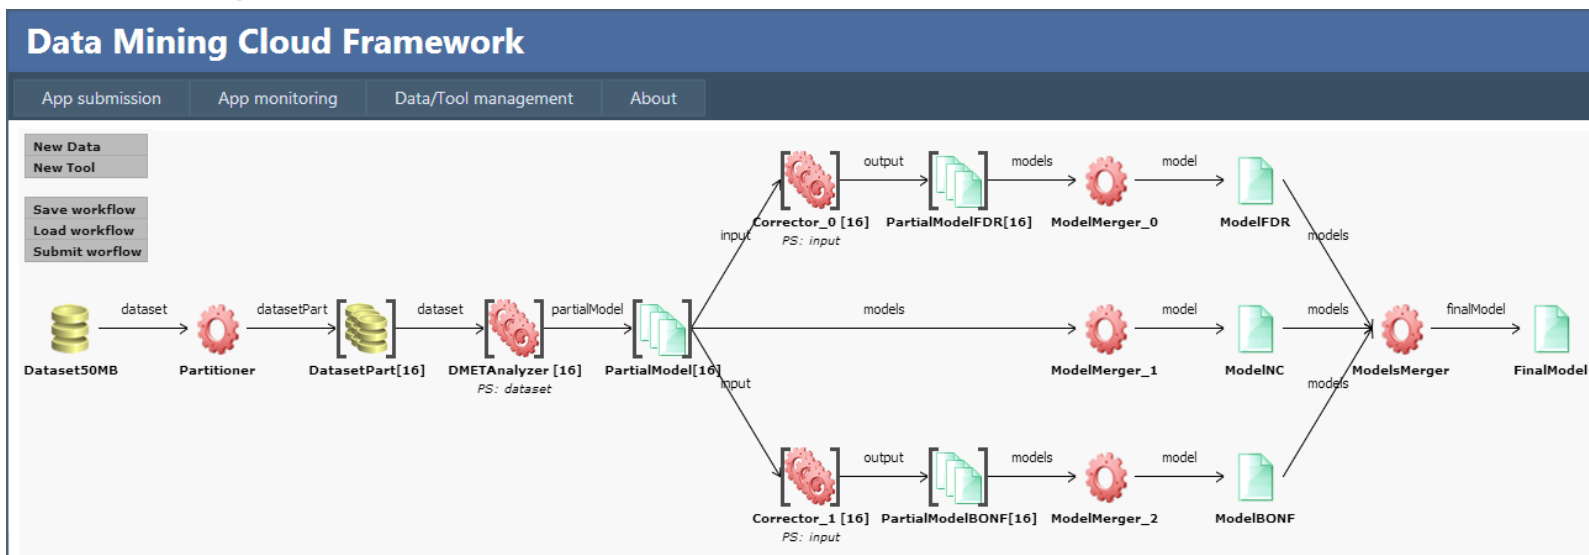 Data Mining Cloud Framework
App submission App monitoring Data/Tool management About
New Data
New Tool
Save workflow
Load workflow
Submit worflow
output models model
Corrector_0 [16] PartialModelFDR[16] ModelMerger_0 ModelFDR
PS: input
input models
dataset datasetPart dataset partialModel models model models finalModel
Dataset50MB Partitioner DatasetPart[16] DMETAnalyzer [16] PartialModel[16] ModelMerger_1 ModelNC ModelsMerger FinalModel
PS: dataset
input models
output models model
Corrector_1 [16] PartialModelBONF[16] ModelMerger_2 ModelBONF
PS: input